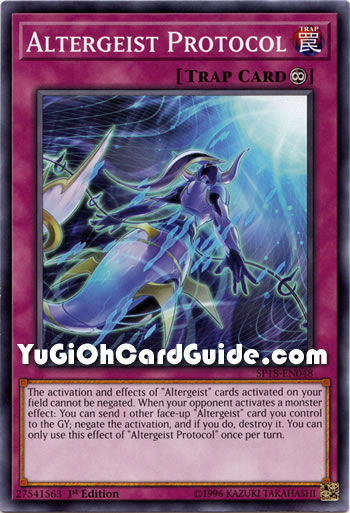 ALTERGEIST PROTOCOL
TRAP
罠
[TRAP CARD]
YuGiOhCardGuide.com
SP18-EN048
The activation and effects of "Altergeist" cards activated on your
field cannot be negated. When your opponent activates a monster
effect: You can send 1 other face-up "Altergeist" card you control
to the GY; negate the activation, and if you do, destroy it. You can
only use this effect of "Altergeist Protocol" once per turn.
27541563 1st Edition ©1996 KAZUKI TAKAHASHI